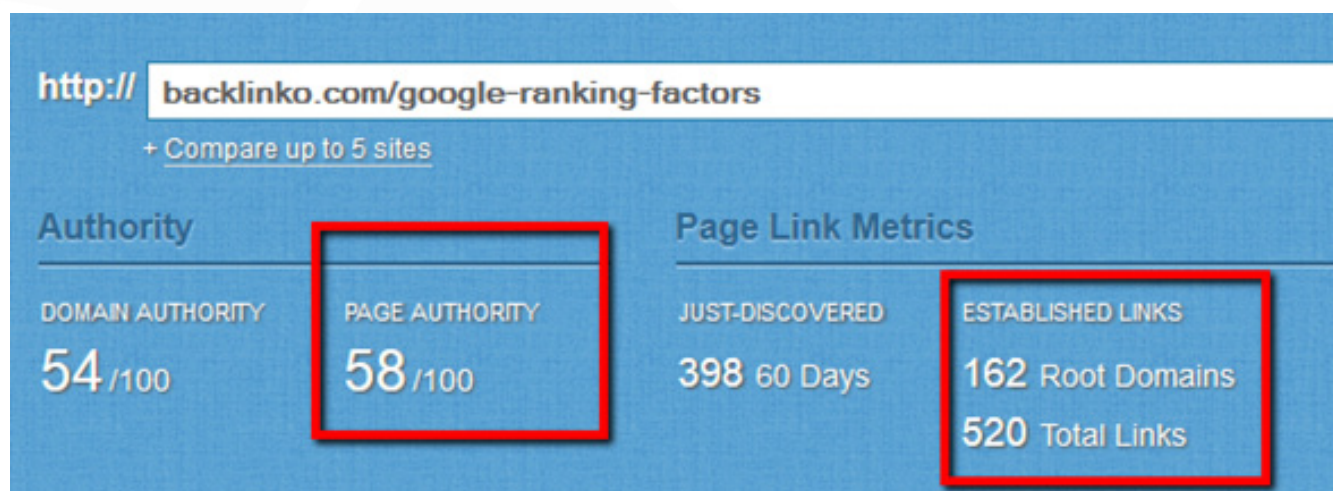 http:// backlinko.com/google-ranking-factors
+ Compare up to 5 sites
Authority
DOMAIN AUTHORITY
54 /100
PAGE AUTHORITY
58 /100
Page Link Metrics
JUST-DISCOVERED
398 60 Days
ESTABLISHED LINKS
162 Root Domains
520 Total Links